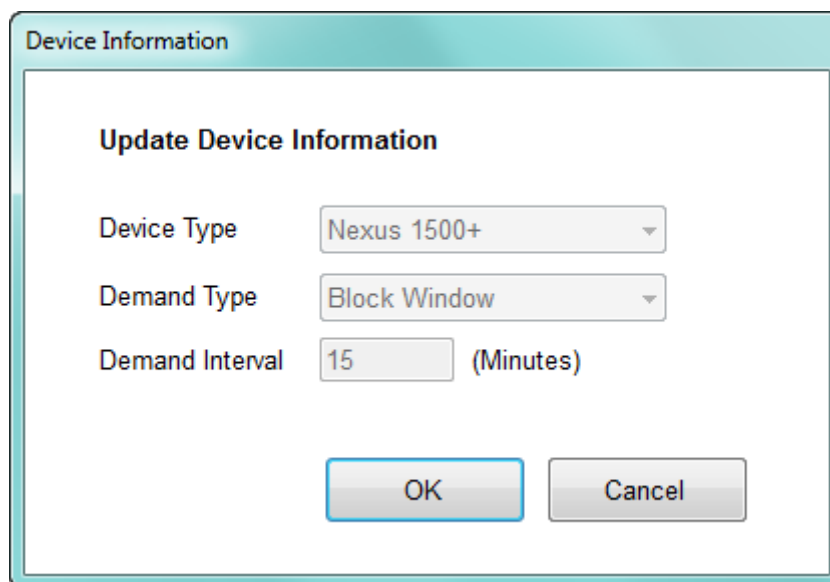 Device Information
Update Device Information
Device Type Nexus 1500+
Demand Type Block Window
Demand Interval 15 (Minutes)
OK Cancel